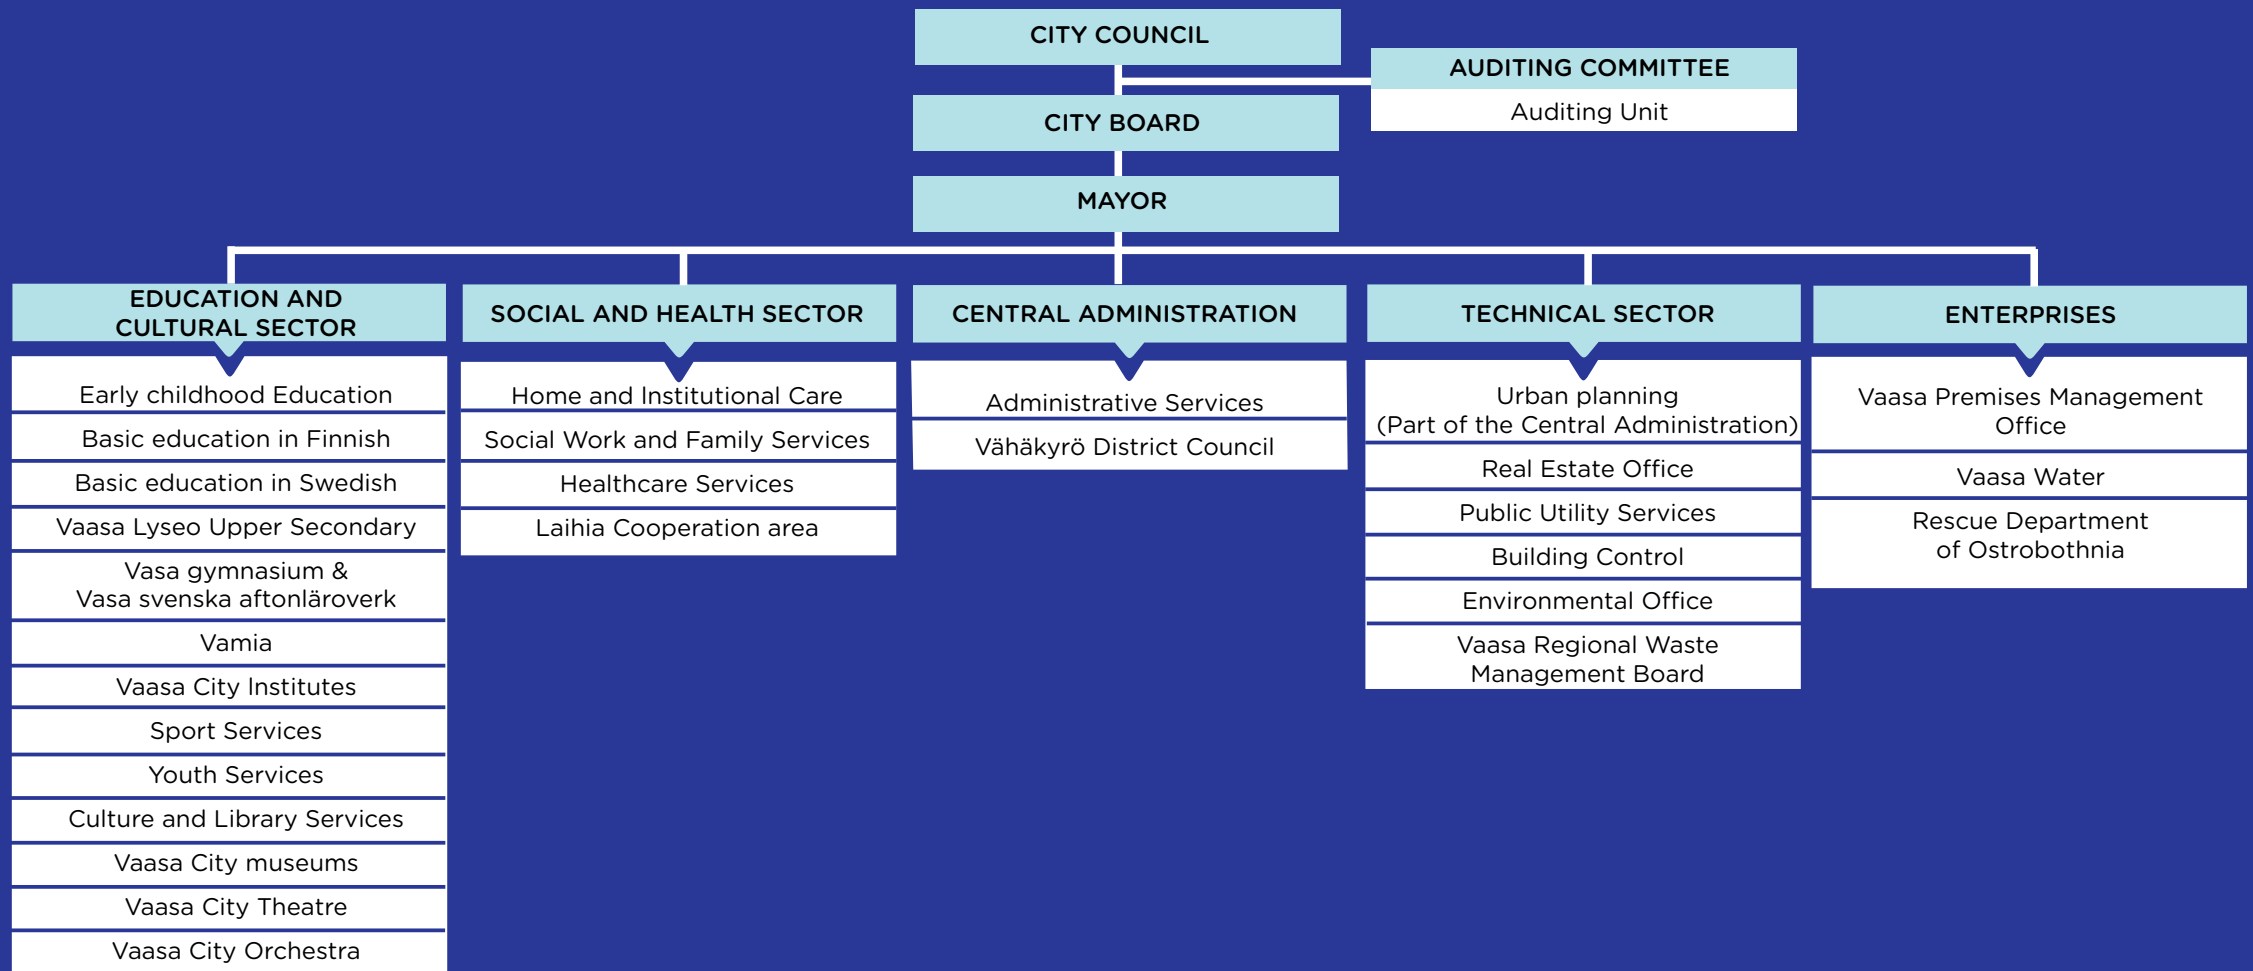 CITY COUNCIL
AUDITING COMMITTEE
Auditing Unit
CITY BOARD
MAYOR
EDUCATION AND
CULTURAL SECTOR
Early childhood Education
Basic education in Finnish
Basic education in Swedish
Vaasa Lyseo Upper Secondary
Vasa gymnasium &
Vasa svenska aftonläroverk
Vamia
Vaasa City Institutes
Sport Services
Youth Services
Culture and Library Services
Vaasa City museums
Vaasa City Theatre
Vaasa City Orchestra
SOCIAL AND HEALTH SECTOR
Home and Institutional Care
Social Work and Family Services
Healthcare Services
Laihia Cooperation area
CENTRAL ADMINISTRATION
Administrative Services
Vähäkyrö District Council
TECHNICAL SECTOR
Urban planning
(Part of the Central Administration)
Real Estate Office
Public Utility Services
Building Control
Environmental Office
Vaasa Regional Waste
Management Board
ENTERPRISES
Vaasa Premises Management
Office
Vaasa Water
Rescue Department
of Ostrobothnia